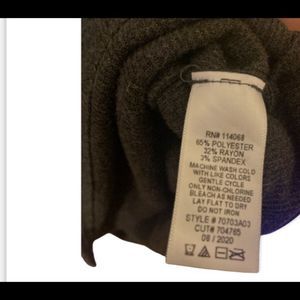 RN# 114068
65% POLYESTER
32% RAYON
3% SPANDEX
MACHINE WASH COLD
WITH LIKE COLORS
GENTLE CYCLE
ONLY NON-CHLORINE
BLEACH AS NEEDED
LAY FLAT TO DRY
DO NOT IRON
STYLE # 70703A03
CUT# 704765
08 / 2020